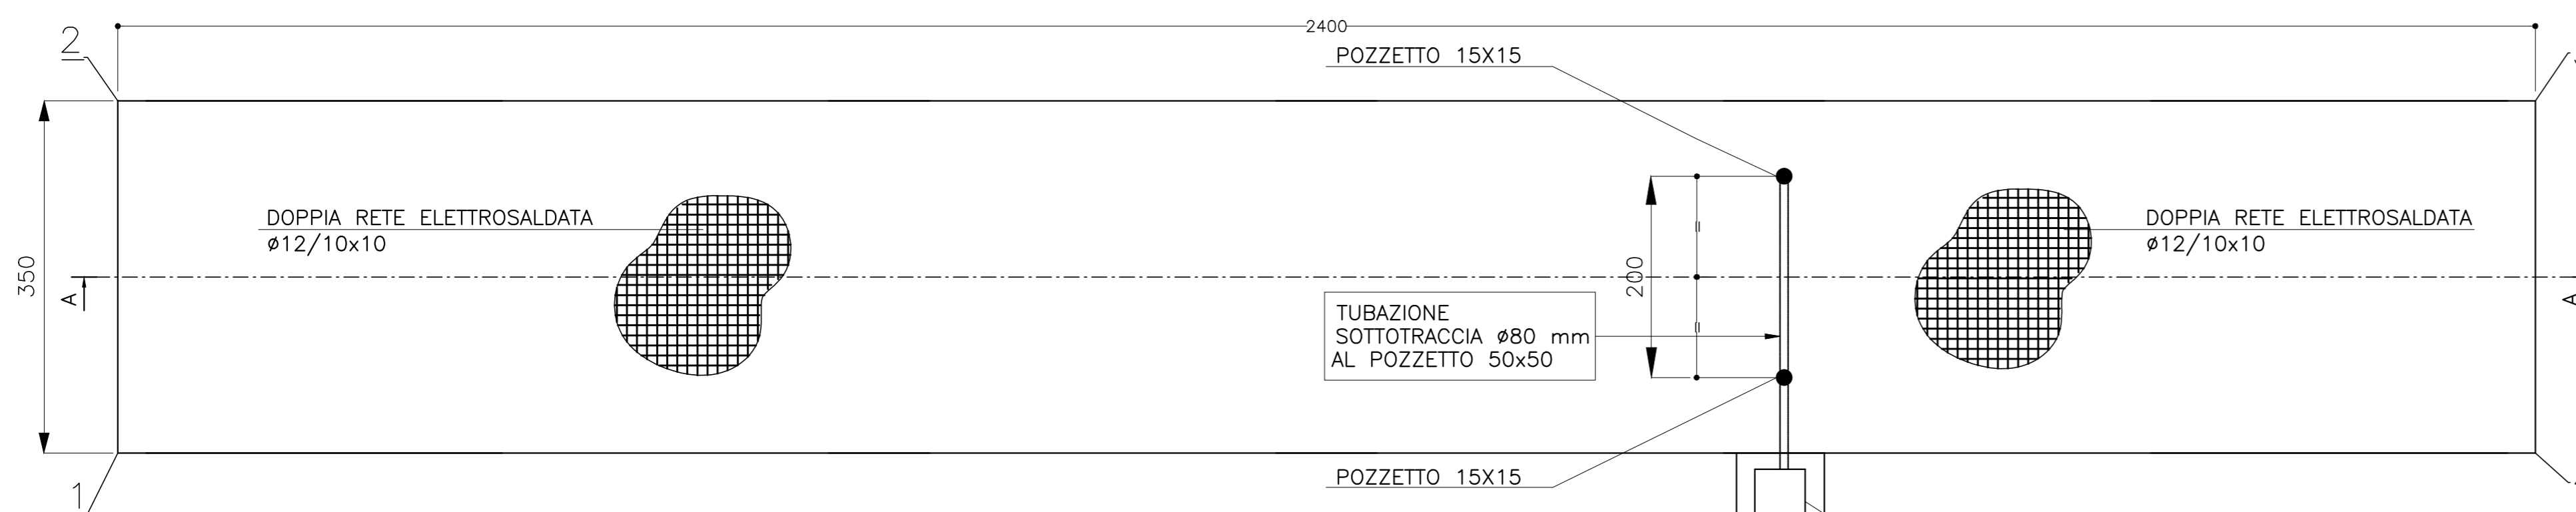 2400
2
POZZETTO 15X15
DOPPIA RETE ELETTROSALDATA
ø12/10x10
DOPPIA RETE ELETTROSALDATA
ø12/10x10
350
A
200
=
=
TUBAZIONE
SOTTOTRACCIA ø80 mm
AL POZZETTO 50x50
A
POZZETTO 15X15
1